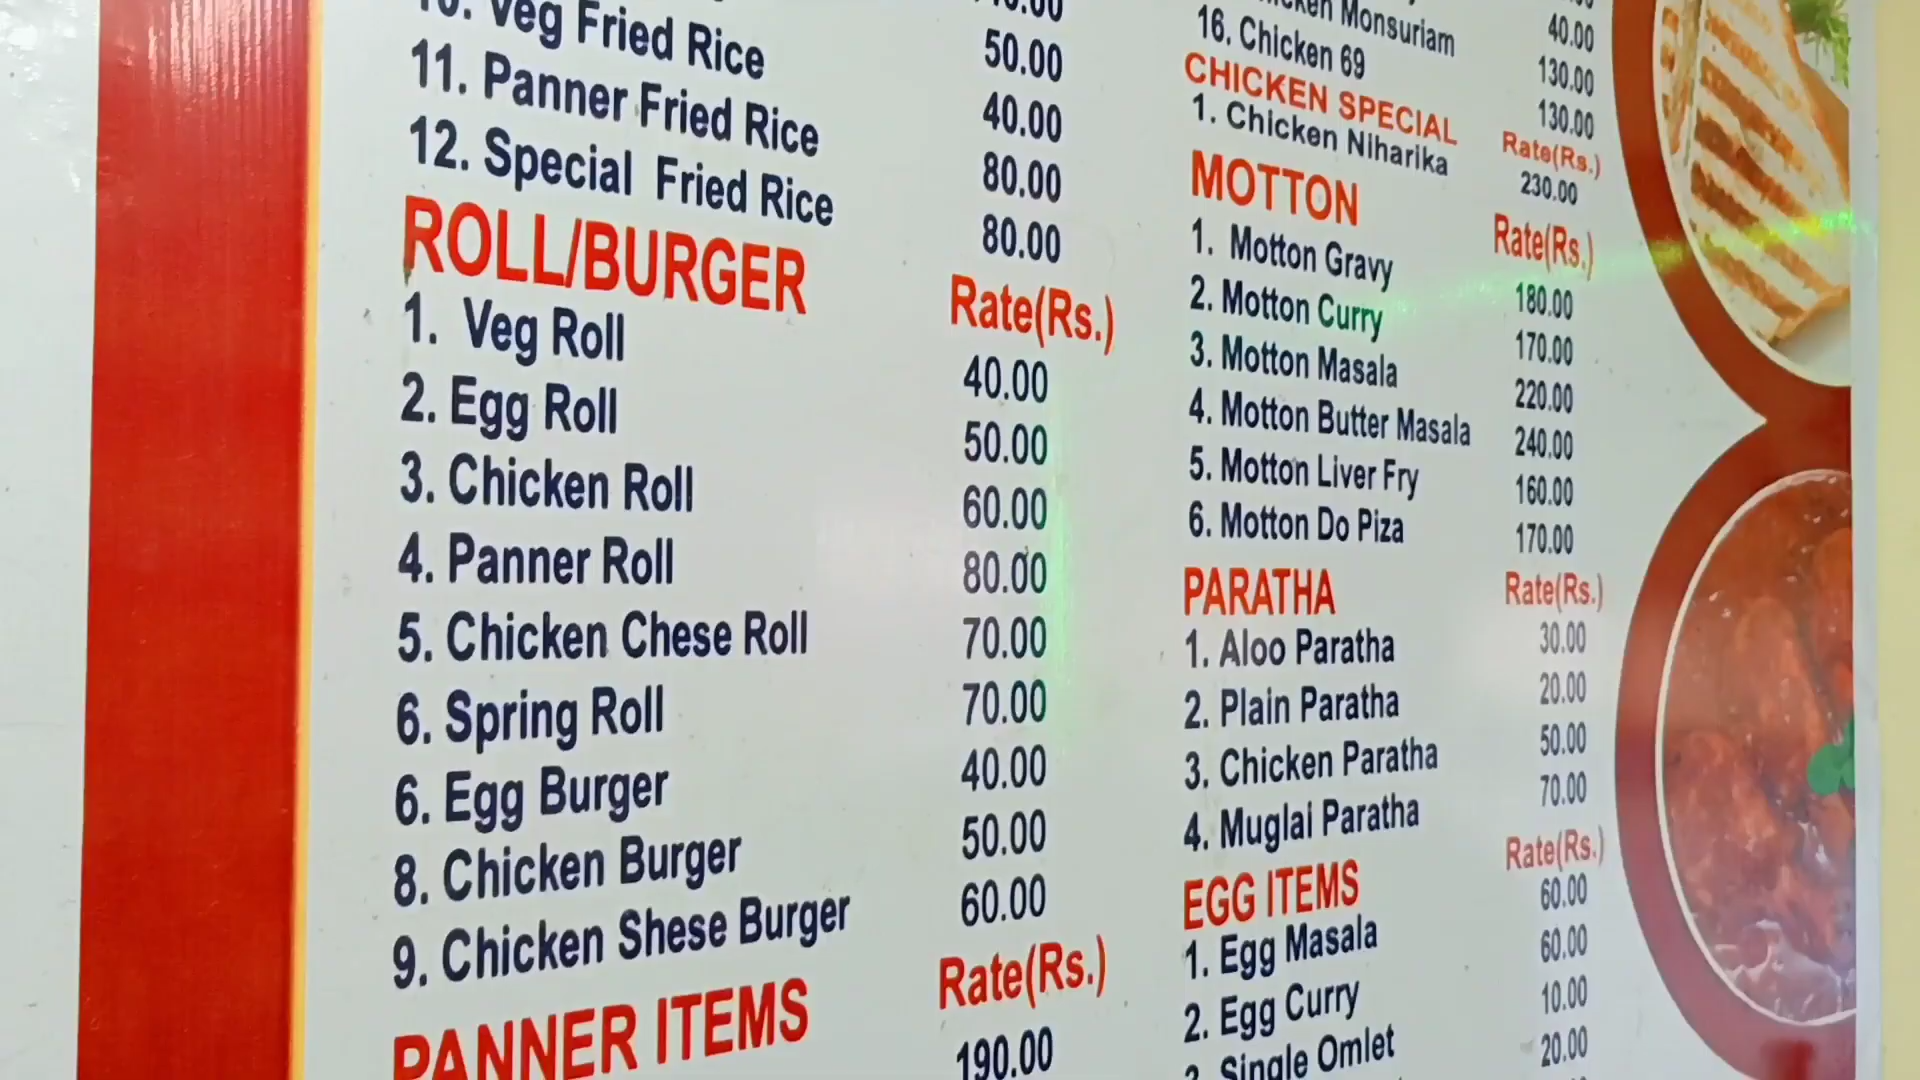 10. Veg Fried Rice 50.00
11. Panner Fried Rice 40.00
12. Special Fried Rice 80.00
80.00
ROLL/BURGER Rate(Rs.)
1. Veg Roll 40.00
2. Egg Roll 50.00
3. Chicken Roll 60.00
4. Panner Roll 80.00
5. Chicken Chese Roll 70.00
6. Spring Roll 70.00
6. Egg Burger 40.00
8. Chicken Burger 50.00
9. Chicken Shese Burger 60.00
PANNER ITEMS Rate(Rs.)
190.00
Monsuriam 40.00
16. Chicken 69 130.00
130.00
CHICKEN SPECIAL Rate(Rs.)
1. Chicken Niharika 230.00
MOTTON Rate(Rs.)
1. Motton Gravy 180.00
2. Motton Curry 170.00
3. Motton Masala 220.00
4. Motton Butter Masala 240.00
5. Motton Liver Fry 160.00
6. Motton Do Piza 170.00
PARATHA Rate(Rs.)
1. Aloo Paratha 30.00
2. Plain Paratha 20.00
3. Chicken Paratha 50.00
4. Muglai Paratha 70.00
EGG ITEMS Rate(Rs.)
1. Egg Masala 60.00
2. Egg Curry 60.00
Single Omlet 10.00
20.00